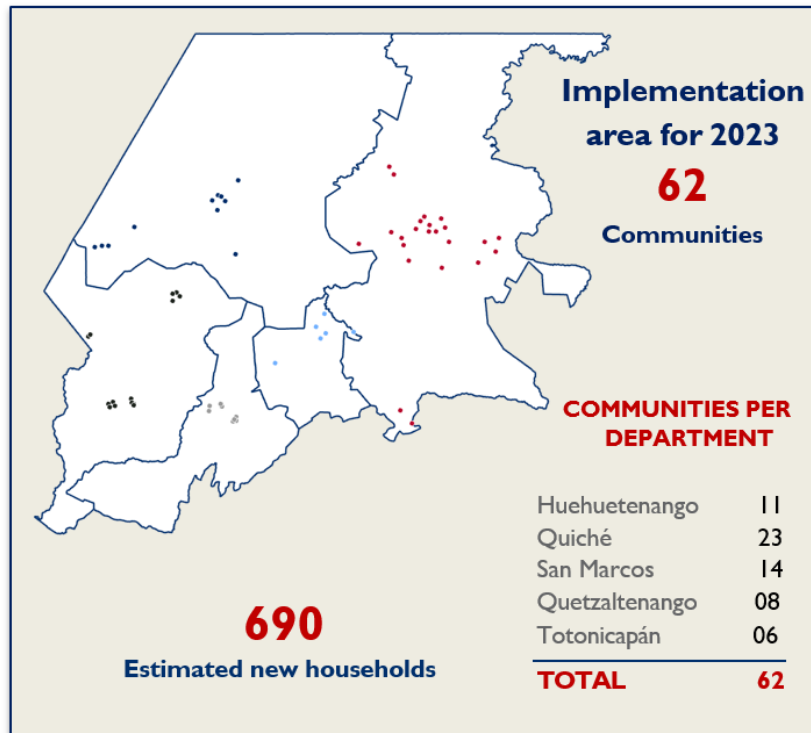 Implementation
area for 2023
62
Communities
COMMUNITIES PER
DEPARTMENT
Huehuetenango 11
Quiché 23
San Marcos 14
Quetzaltenango 08
Totonicapán 06
TOTAL 62
690
Estimated new households